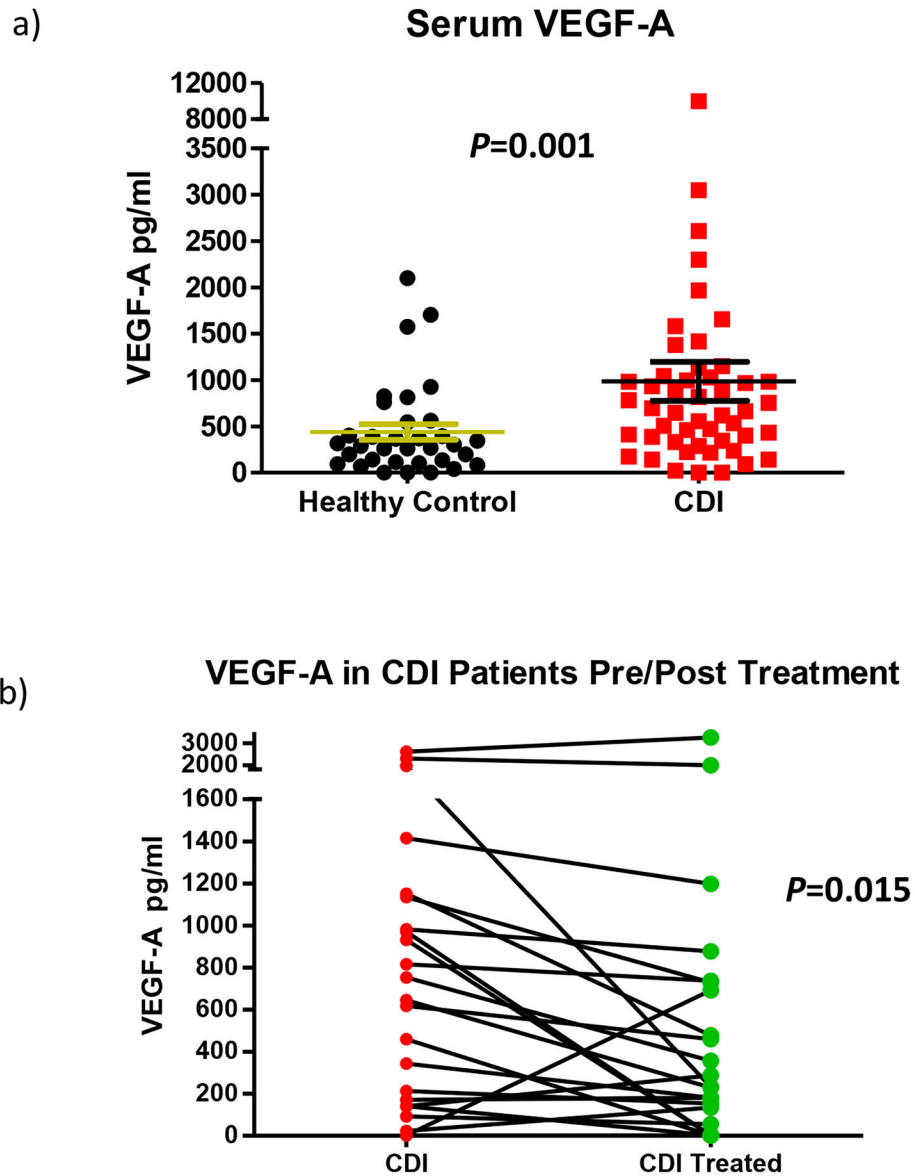 a)
Serum VEGF-A
12000
8000
3500
P=0.001
3000
2500
2000
1500
1000
500
0
VEGF-A pg/ml
Healthy Control
CDI
b)
VEGF-A in CDI Patients Pre/Post Treatment
3000
2000
1600
1400
1200
P=0.015
1000
800
600
400
200
0
VEGF-A pg/ml
CDI
CDI Treated